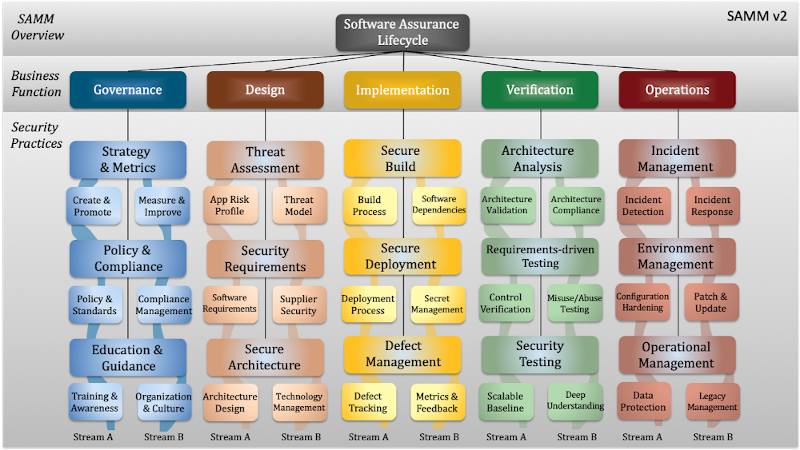 SAMM
Overview
Software Assurance
Lifecycle
SAMM v2
Business
Function
Governance
Design
Implementation
Verification
Operations
Security
Practices
Strategy
& Metrics
Threat
Assessment
Secure
Build
Architecture
Analysis
Incident
Management
Create &
Promote
Measure &
Improve
App Risk
Profile
Threat
Model
Build
Process
Software
Dependencies
Architecture
Validation
Architecture
Compliance
Incident
Detection
Incident
Response
Policy &
Compliance
Security
Requirements
Secure
Deployment
Requirements-driven
Testing
Environment
Management
Policy &
Standards
Compliance
Management
Software
Requirements
Supplier
Security
Deployment
Process
Secret
Management
Control
Verification
Misuse/Abuse
Testing
Configuration
Hardening
Patch &
Update
Education &
Guidance
Secure
Architecture
Defect
Management
Security
Testing
Operational
Management
Training &
Awareness
Organization
& Culture
Architecture
Design
Technology
Management
Defect
Tracking
Metrics &
Feedback
Scalable
Baseline
Deep
Understanding
Data
Protection
Legacy
Management
Stream A
Stream B
Stream A
Stream B
Stream A
Stream B
Stream A
Stream B
Stream A
Stream B